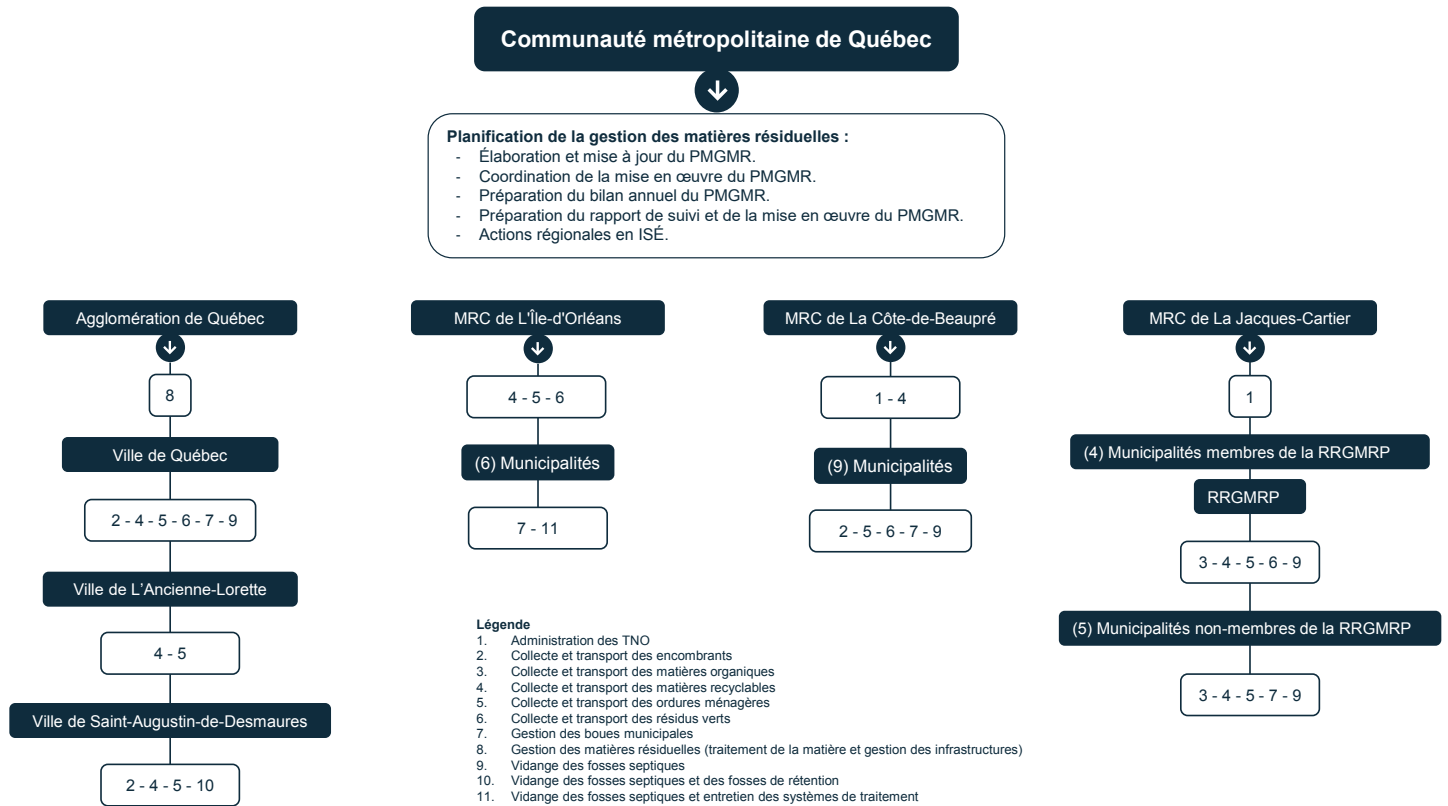 Communauté métropolitaine de Québec
Planification de la gestion des matières résiduelles :
- Élaboration et mise à jour du PMGMR.
- Coordination de la mise en œuvre du PMGMR.
- Préparation du bilan annuel du PMGMR.
- Préparation du rapport de suivi et de la mise en œuvre du PMGMR.
- Actions régionales en ISÉ.
Agglomération de Québec
8
Ville de Québec
2 - 4 - 5 - 6 - 7 - 9
Ville de L’Ancienne-Lorette
4 - 5
Ville de Saint-Augustin-de-Desmaures
2 - 4 - 5 - 10
MRC de L'Île-d'Orléans
4 - 5 - 6
(6) Municipalités
7 - 11
MRC de La Côte-de-Beaupré
1 - 4
(9) Municipalités
2 - 5 - 6 - 7 - 9
MRC de La Jacques-Cartier
1
(4) Municipalités membres de la RRGMRP
RRGMRP
3 - 4 - 5 - 6 - 9
(5) Municipalités non-membres de la RRGMRP
3 - 4 - 5 - 7 - 9
Légende
1. Administration des TNO
2. Collecte et transport des encombrants
3. Collecte et transport des matières organiques
4. Collecte et transport des matières recyclables
5. Collecte et transport des ordures ménagères
6. Collecte et transport des résidus verts
7. Gestion des boues municipales
8. Gestion des matières résiduelles (traitement de la matière et gestion des infrastructures)
9. Vidange des fosses septiques
10. Vidange des fosses septiques et des fosses de rétention
11. Vidange des fosses septiques et entretien des systèmes de traitement